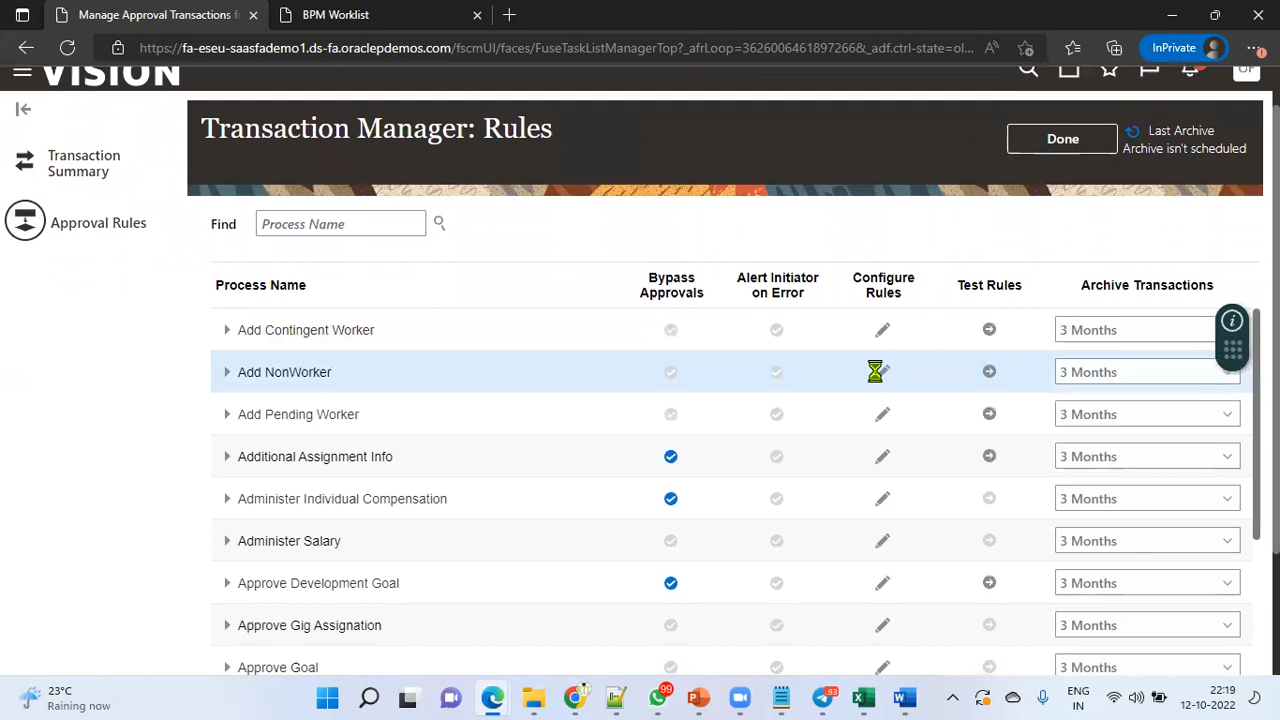 Manage Approval Transactions f
BPM Worklist
https://fa-eseu-saasfademo1.ds-fa.oraclepdemos.com/fscmUI/faces/FuseTaskListManagerTop?_afrLoop=36260064618972668&_adf.ctrl-state=ol...
InPrivate
VISION
Transaction Manager: Rules
Done
Last Archive
Archive isn't scheduled
Transaction
Summary
Approval Rules
Find
Process Name
Process Name
Bypass
Approvals
Alert Initiator
on Error
Configure
Rules
Test Rules
Archive Transactions
Add Contingent Worker
3 Months
Add NonWorker
3 Months
Add Pending Worker
3 Months
Additional Assignment Info
3 Months
Administer Individual Compensation
3 Months
Administer Salary
3 Months
Approve Development Goal
3 Months
Approve Gig Assignation
3 Months
Approve Goal
3 Months
23°C
Raining now
99
93
ENG
IN
22:19
12-10-2022